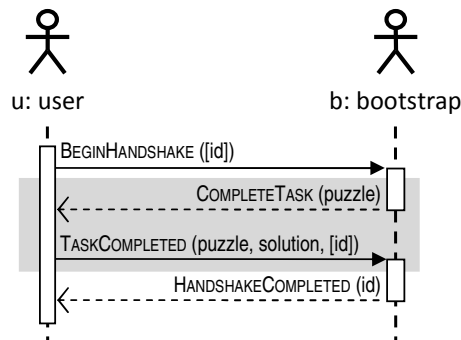 u: user
b: bootstrap
BEGINHANDSHAKE ([id])
COMPLETETASK (puzzle)
TASKCOMPLETED (puzzle, solution, [id])
HANDSHAKECOMPLETED (id)